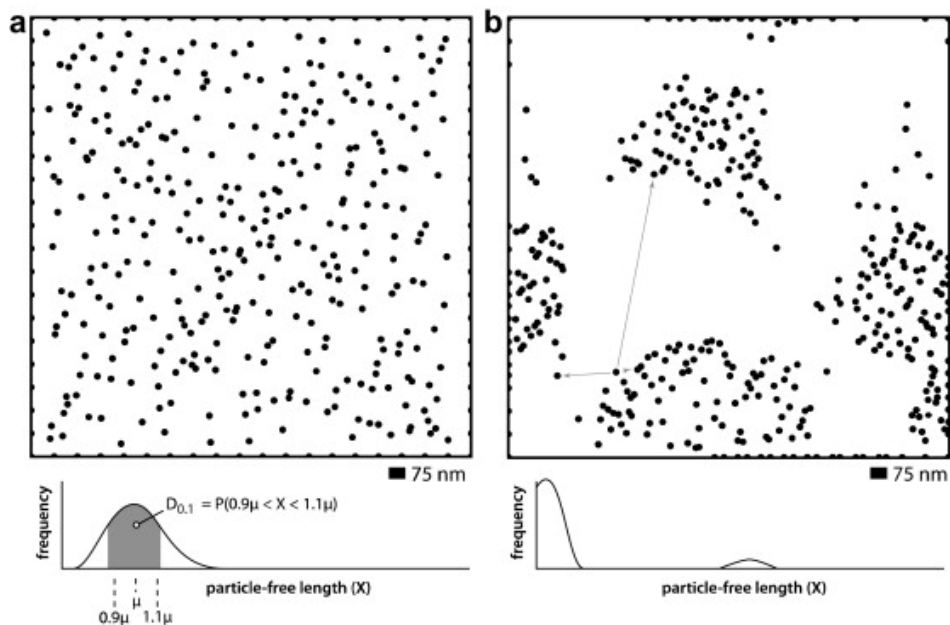 a
b
75 nm
75 nm
frequency
D0.1 = P(0.9μ < X < 1.1μ)
particle-free length (X)
μ
0.9μ 1.1μ
frequency
particle-free length (X)